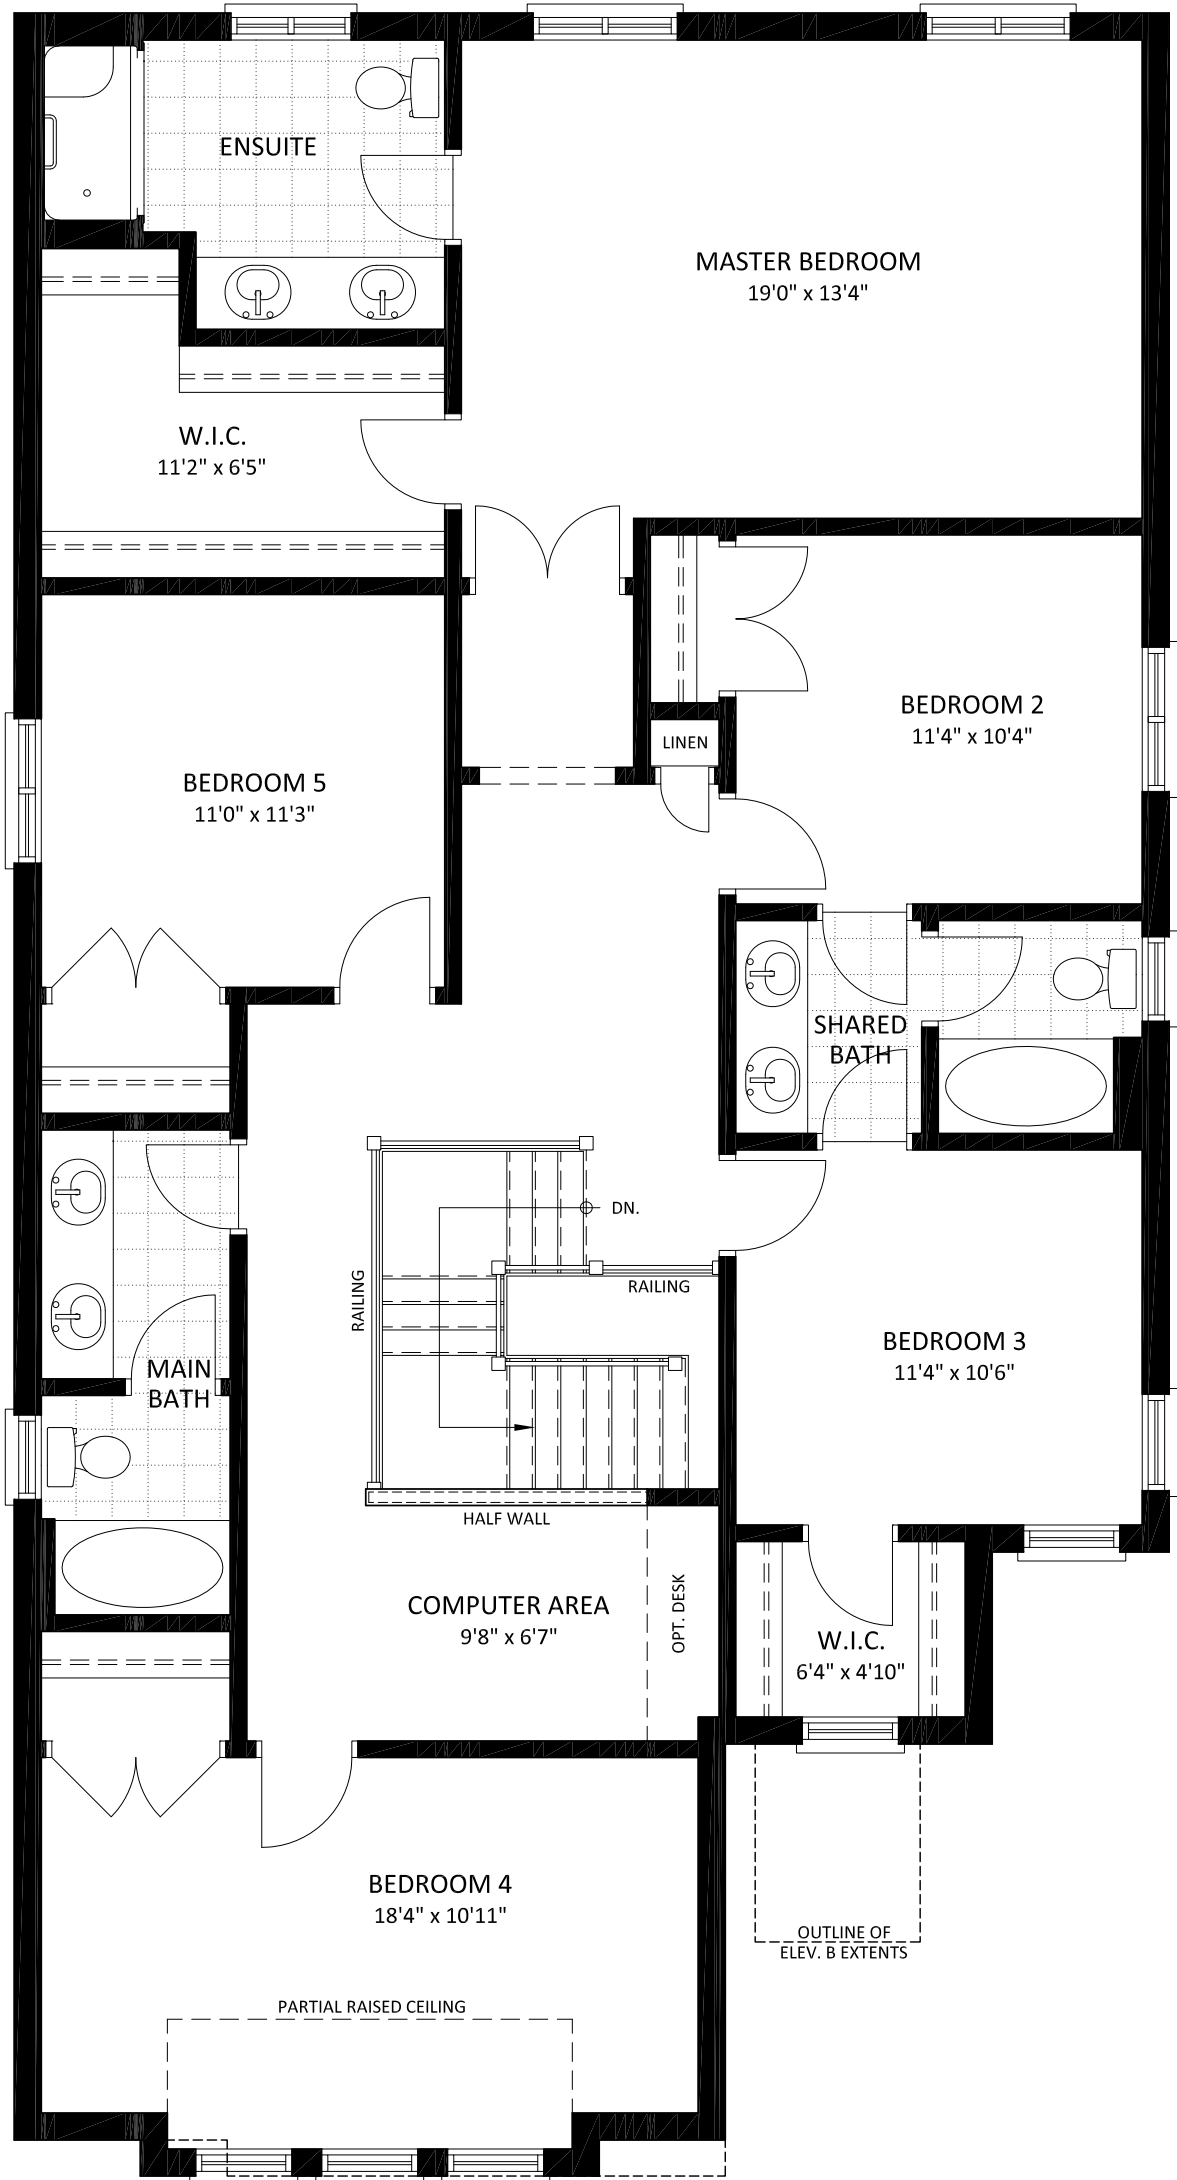 ENSUITE
MASTER BEDROOM
19'0" x 13'4"
W.I.C.
11'2" x 6'5"
BEDROOM 2
11'4" x 10'4"
LINEN
BEDROOM 5
11'0" x 11'3"
SHARED
BATH
DN.
RAILING
RAILING
BEDROOM 3
11'4" x 10'6"
MAIN
BATH
HALF WALL
COMPUTER AREA
9'8" x 6'7"
OPT. DESK
W.I.C.
6'4" x 4'10"
BEDROOM 4
18'4" x 10'11"
OUTLINE OF
ELEV. B EXTENTS
PARTIAL RAISED CEILING